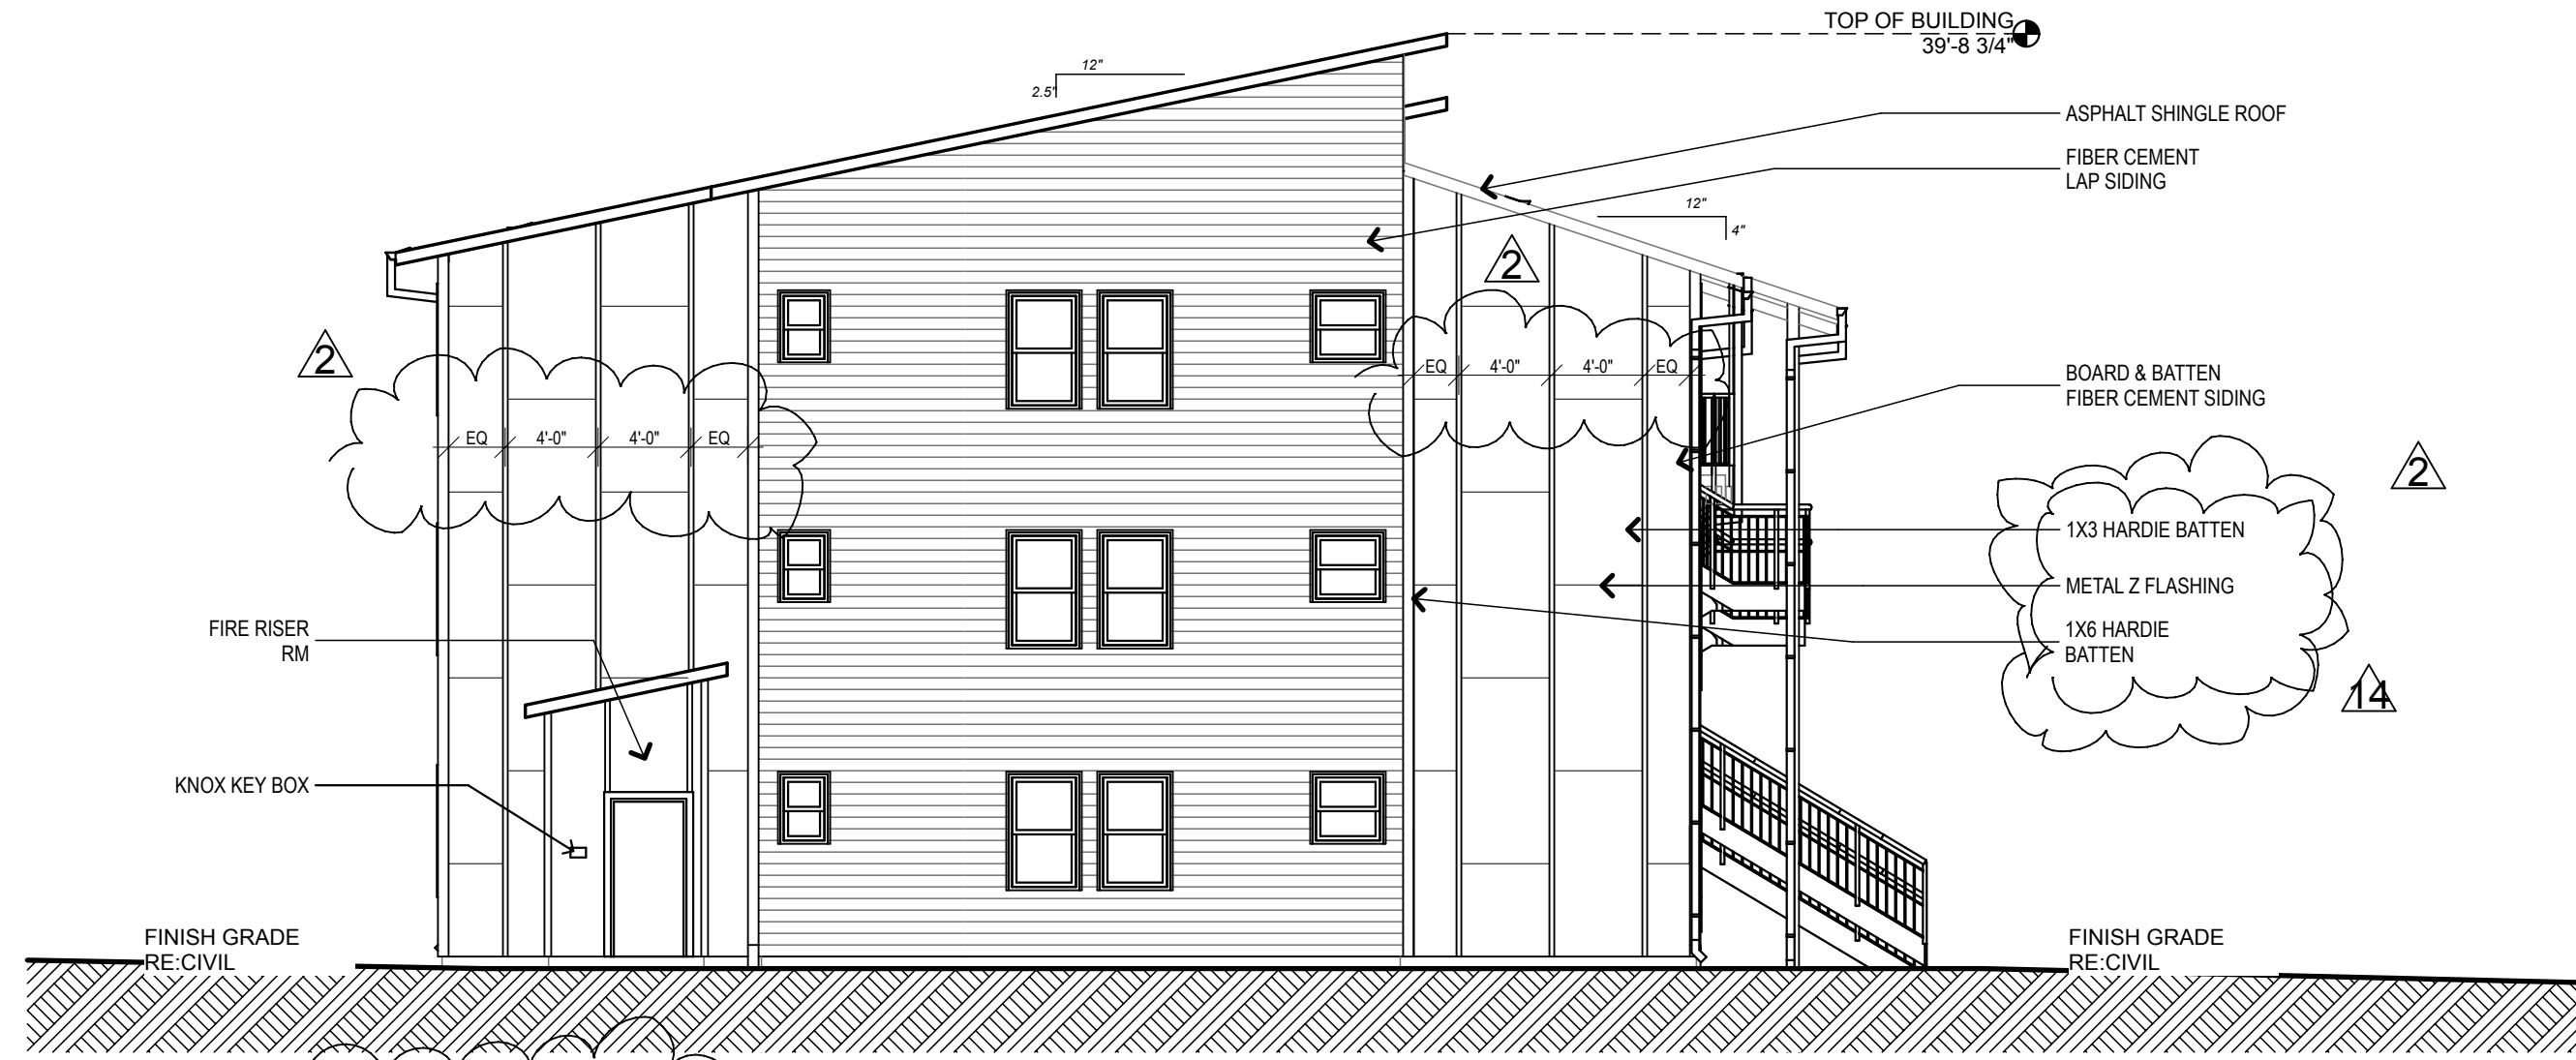 TOP OF BUILDING
39'-8 3/4"
12"
2.5"
ASPHALT SHINGLE ROOF
FIBER CEMENT
LAP SIDING
12"
4"
2
2
EQ
4'-0"
4'-0"
EQ
BOARD & BATTEN
FIBER CEMENT SIDING
EQ
4'-0"
4'-0"
EQ
2
1X3 HARDIE BATTEN
METAL Z FLASHING
1X6 HARDIE
BATTEN
14
FIRE RISER
RM
KNOX KEY BOX
FINISH GRADE
RE:CIVIL
FINISH GRADE
RE:CIVIL